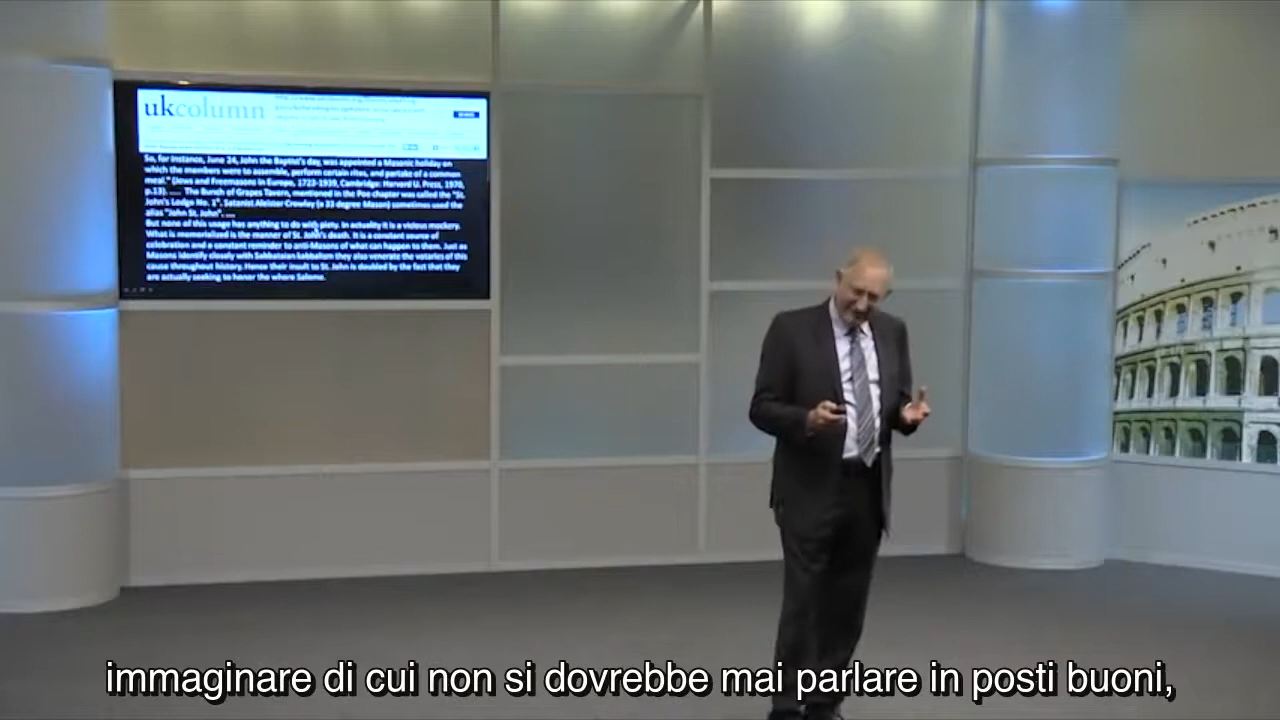 ukcolumn
So, for instance, June 24, John the Baptist's day, was appointed a Masonic holiday on
which the members were to assemble, perform certain rites, and partake of a common
meal." (Jews and Freemasons in Europe, 1723-1939, Cambridge: Harvard U. Press, 1970,
p.13). .... The Bunch of Grapes Tavern, mentioned in the Poe chapter was called the "St.
John's Lodge No. 1". Satanist Aleister Crowley (a 33 degree Mason) sometimes used the
alias "John St. John". ....
But none of this usage has anything to do with piety. In actuality it is a vicious mockery.
What is memorialized is the manner of St. John's death. It is a constant source of
celebration and a constant reminder to anti-Masons of what can happen to them. Just as
Masons identify closely with Sabbataian kabbalism they also venerate the votaries of this
cause throughout history. Hence their insult to St. John is doubled by the fact that they
are actually seeking to honor the whore Salome.
immaginare di cui non si dovrebbe mai parlare in posti buoni,